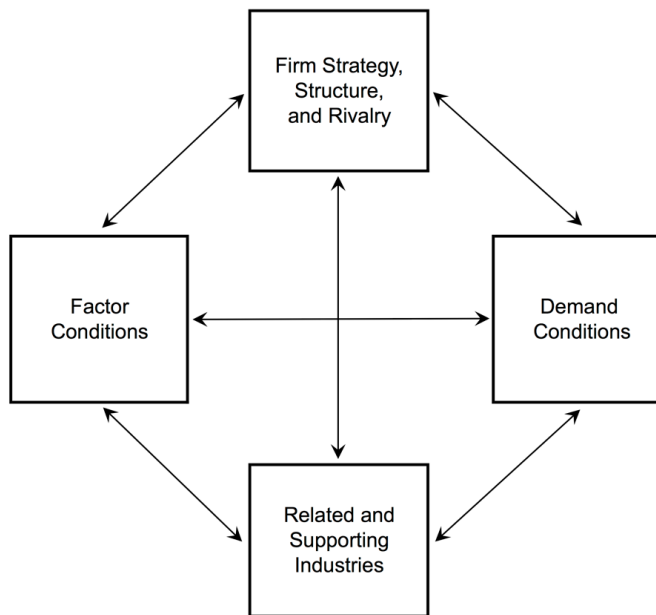 Firm Strategy,
Structure,
and Rivalry
Factor
Conditions
Demand
Conditions
Related and
Supporting
Industries